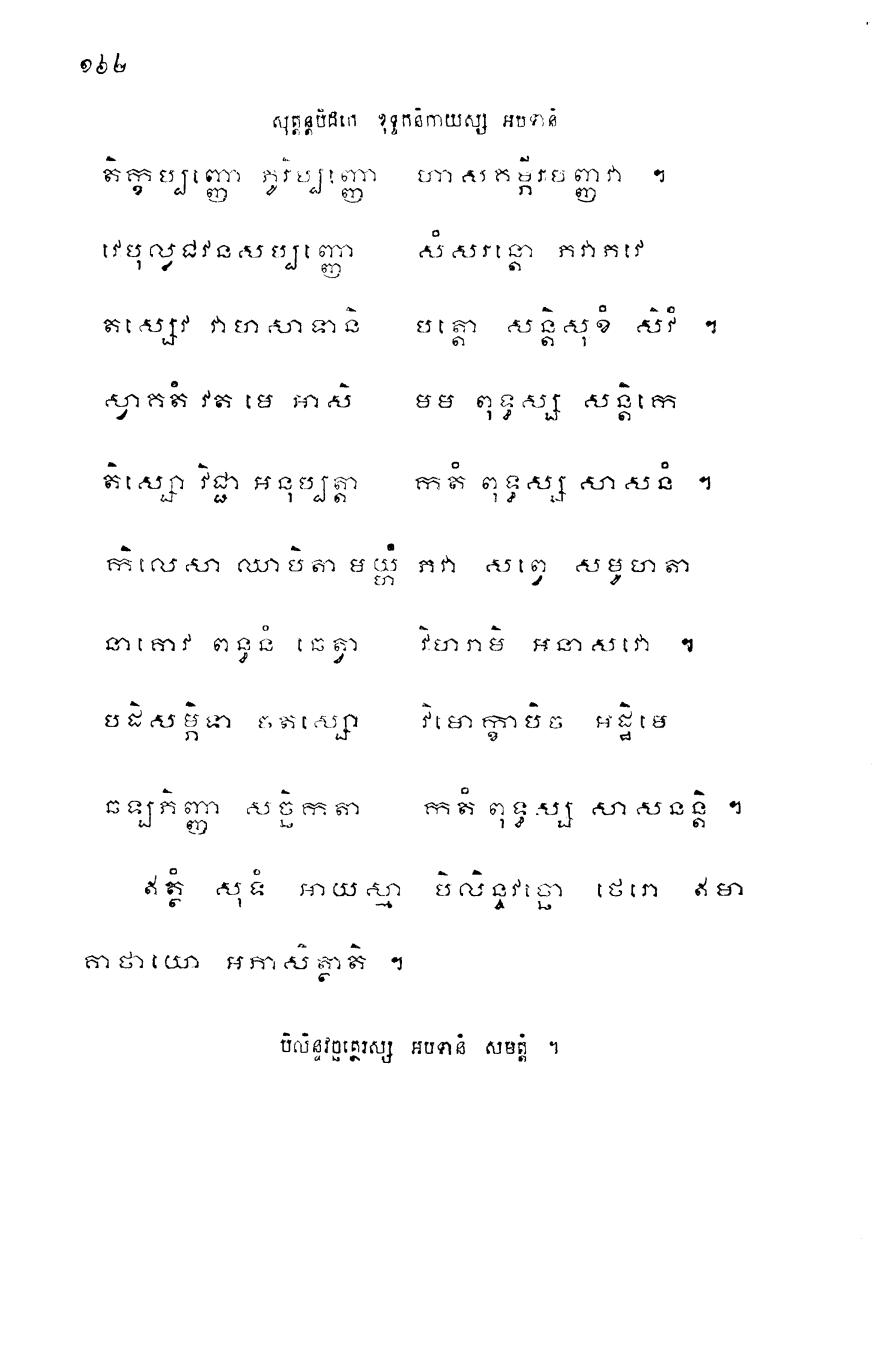 ១៦២
សុត្តន្តបិដកេ ខុទ្ទកនិកាយស្ស អបទានំ
តិក្ខប្បញ្ញោ ភូរិប្បញ្ញោ ហាសគម្ភីរបញ្ញវា ។
វេបុល្លជវនសប្បញ្ញោ សំសរន្តោ ភវាភវេ
តស្សេវ វាហសាទានិ បត្តោ សន្តិសុខំ សិវំ ។
ស្វាគតំ វត មេ អាសិ មម ពុទ្ធស្ស សន្តិកេ
តិស្សោ វិជ្ជា អនុប្បត្តា កតំ ពុទ្ធស្ស សាសនំ ។
កិលេសា ឈាបិតា មយ្ហំ ភវា សព្វេ សមូហតា
នាគោវ ពន្ធនំ ឆេត្វា វិហរាមិ អនាសវោ ។
បដិសម្ភិទា ចតស្សោ វិមោក្ខាបិច អដ្ឋិមេ
ឆឡភិញ្ញា សច្ឆិកតា កតំ ពុទ្ធស្ស សាសនន្តិ ។
ឥត្ថំ សុទំ អាយស្មា បិលិន្ទវច្ឆោ ថេរោ ឥមា
គាថាយោ អភាសិត្ថាតិ ។
បិលិន្ទវច្ឆត្ថេរស្ស អបទានំ សមត្តំ ។